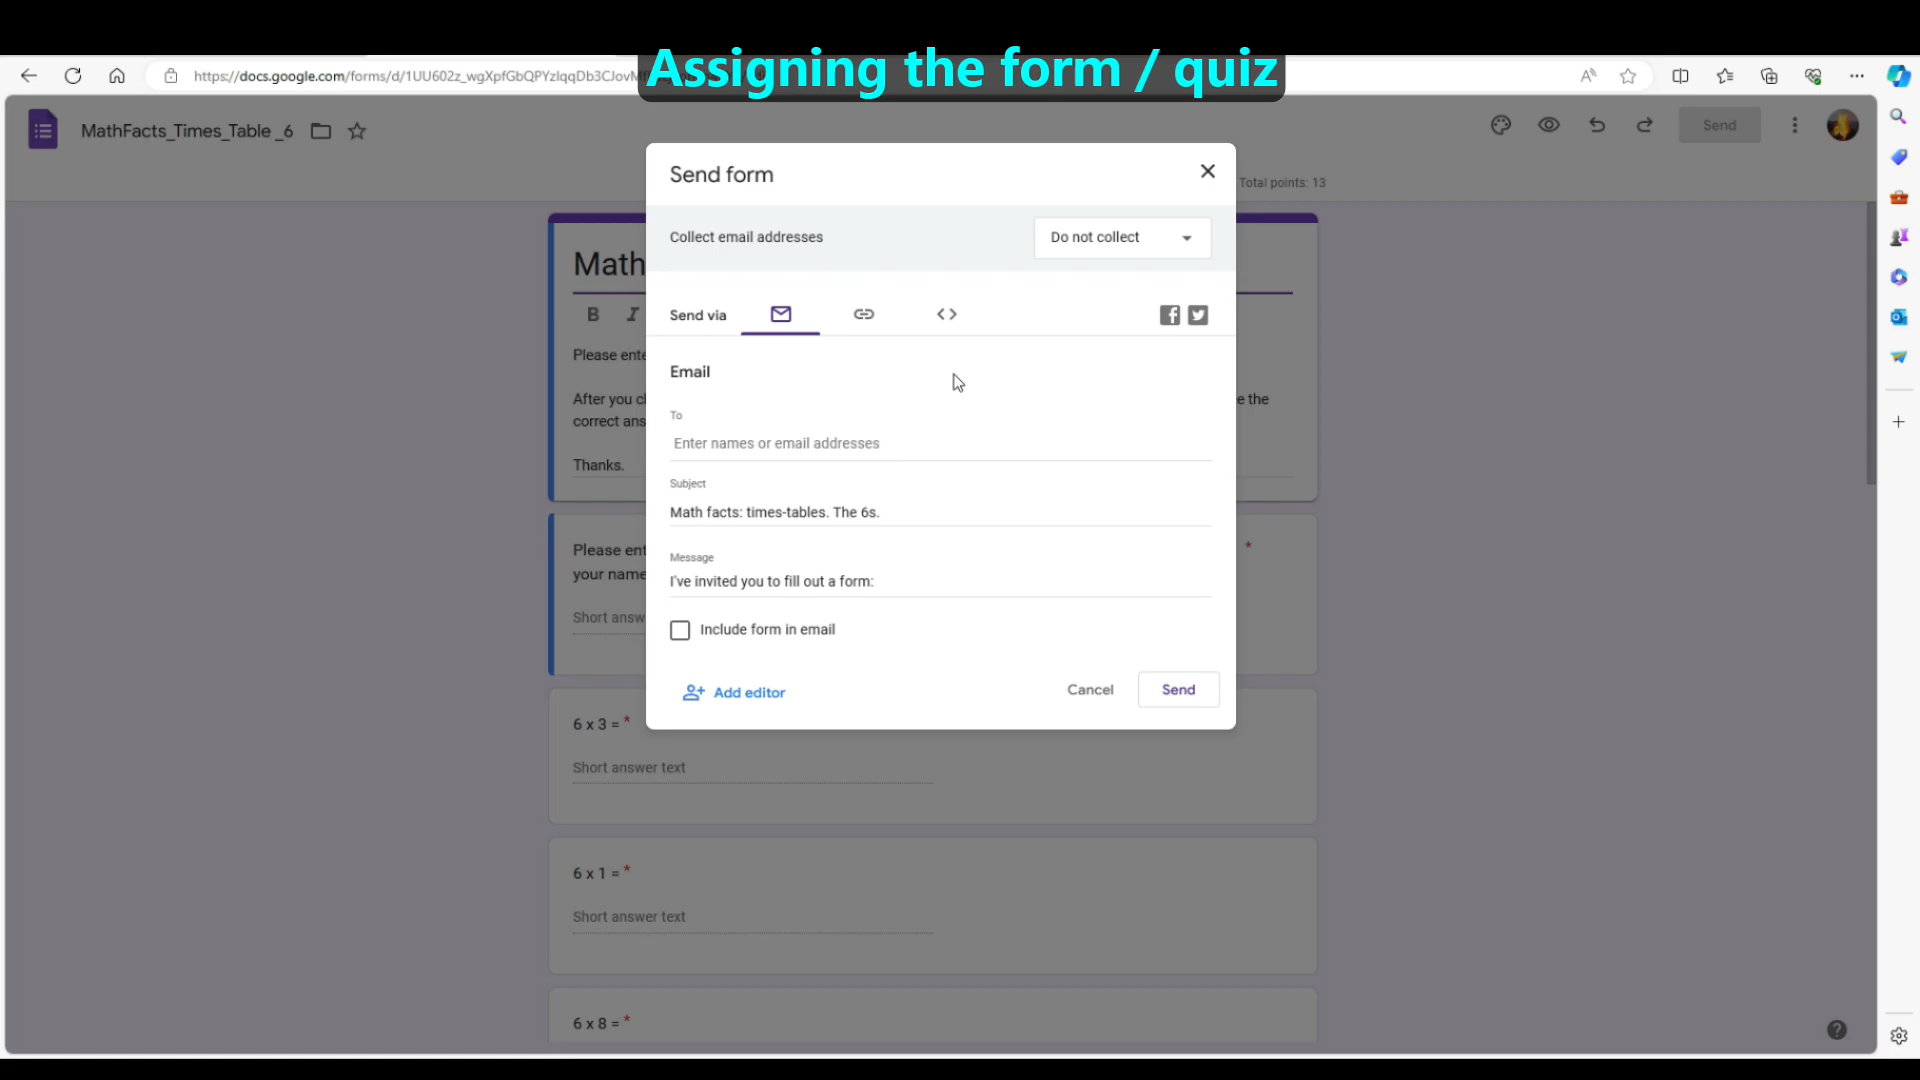 Assigning the form / quiz
https://docs.google.com/forms/d/1UU602z_wgXpfGbQPYzlqqDb3CJovM
MathFacts_Times_Table _6
Send
Send form
Total points: 13
Collect email addresses
Do not collect
Math
Send via
B I
Please ente
Email
After you cl
e the
correct ans
To
Enter names or email addresses
Thanks.
Subject
Math facts: times-tables. The 6s.
Please ent
*
your name
Message
I've invited you to fill out a form:
Short answ
Include form in email
Add editor
Cancel
Send
6 x 3 = *
Short answer text
6 x 1 = *
Short answer text
6 x 8 = *